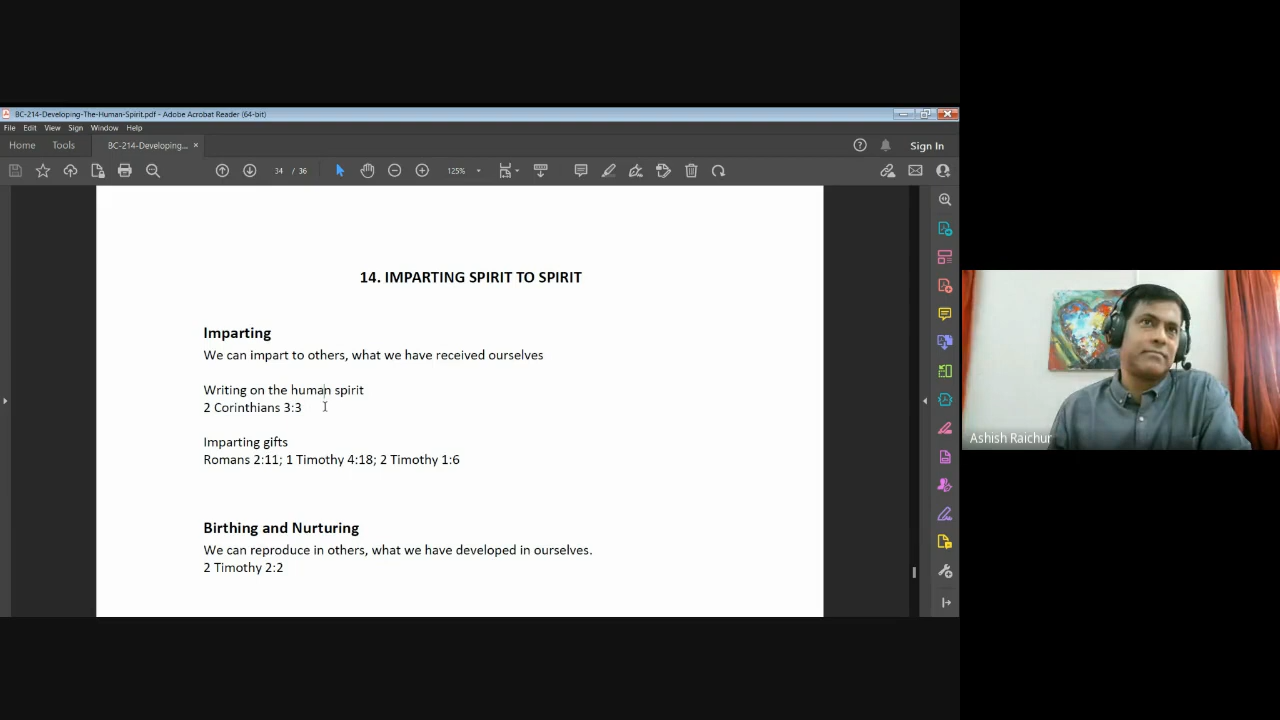 BC-214-Developing-The-Human-Spirit.pdf - Adobe Acrobat Reader (64-bit)
File Edit View Sign Window Help
Home Tools BC-214-Developing... × Sign In
34 / 36 125%
14. IMPARTING SPIRIT TO SPIRIT
Imparting
We can impart to others, what we have received ourselves
Writing on the human spirit
2 Corinthians 3:3
Imparting gifts
Romans 2:11; 1 Timothy 4:18; 2 Timothy 1:6
Birthing and Nurturing
We can reproduce in others, what we have developed in ourselves.
2 Timothy 2:2
Ashish Raichur